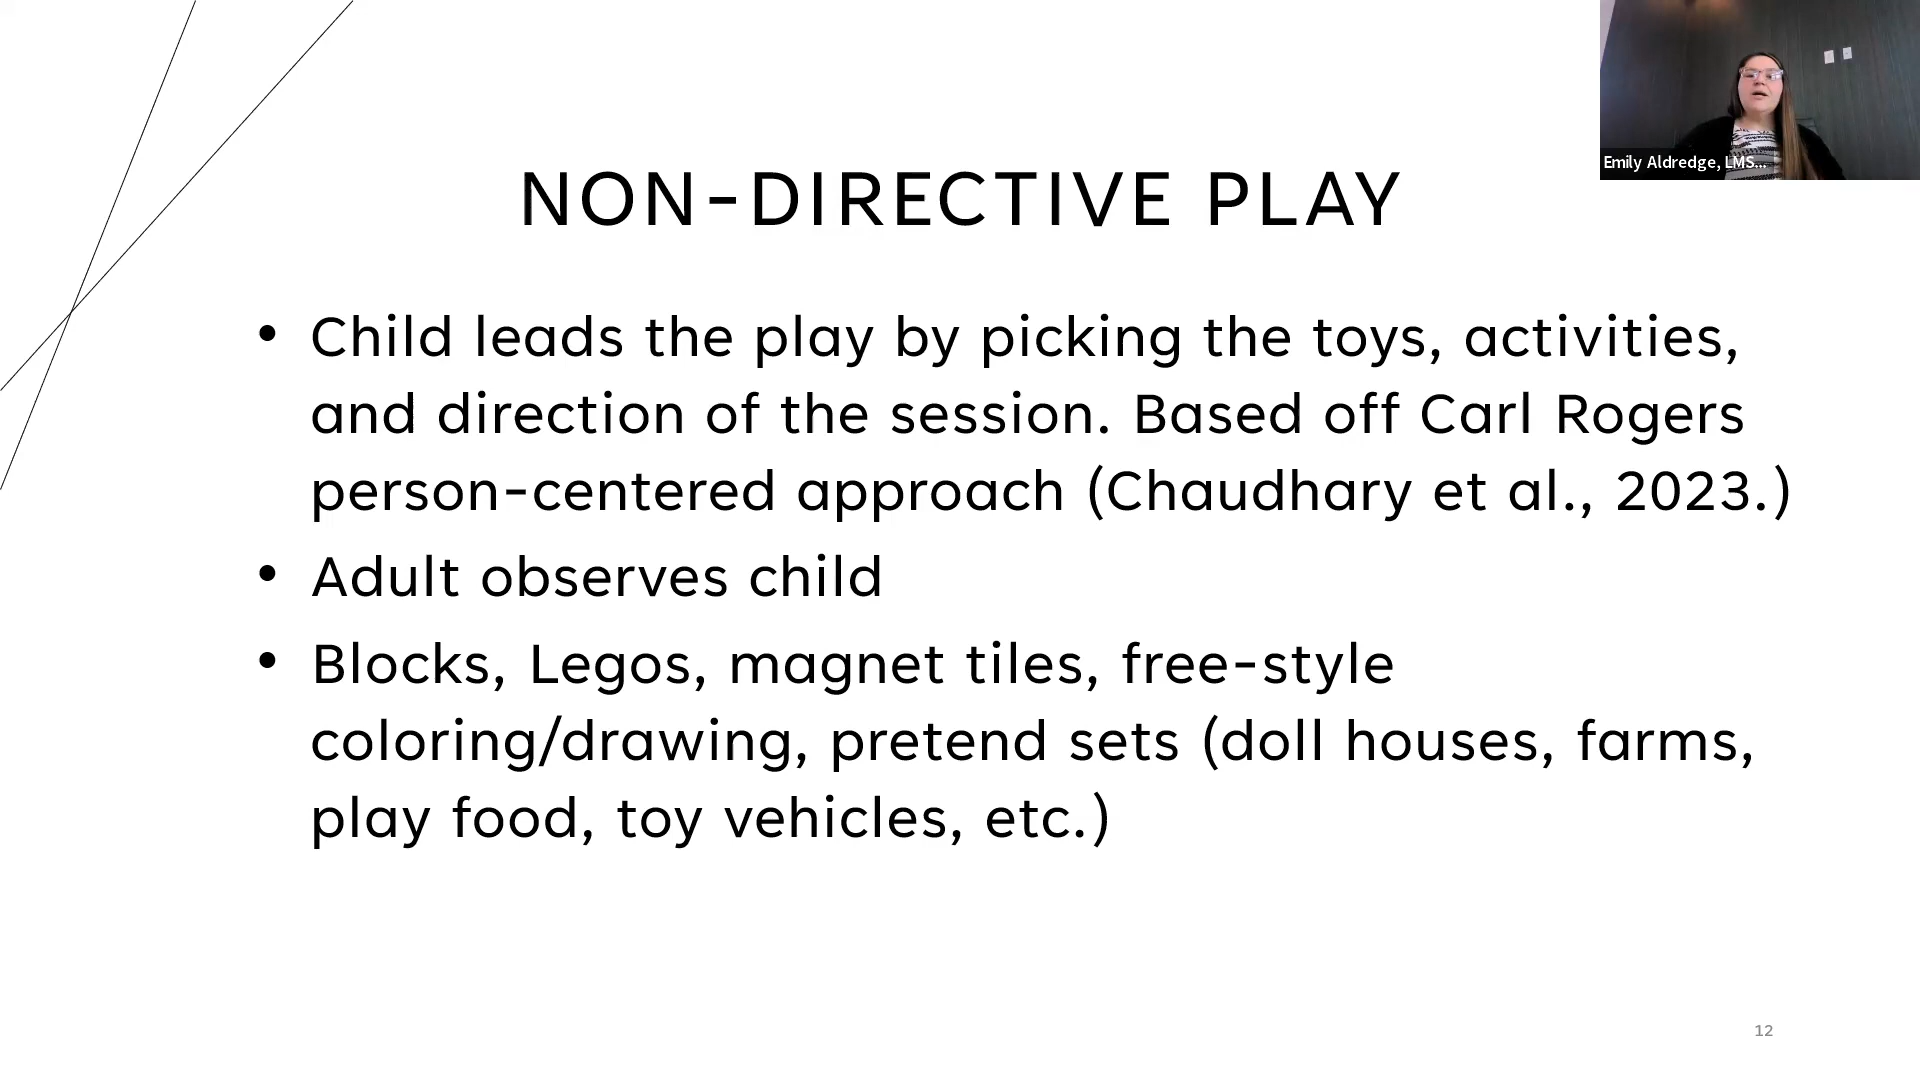 Emily Aldredge, LMS...
NON-DIRECTIVE PLAY
• Child leads the play by picking the toys, activities,
and direction of the session. Based off Carl Rogers
person-centered approach (Chaudhary et al., 2023.)
• Adult observes child
• Blocks, Legos, magnet tiles, free-style
coloring/drawing, pretend sets (doll houses, farms,
play food, toy vehicles, etc.)
12